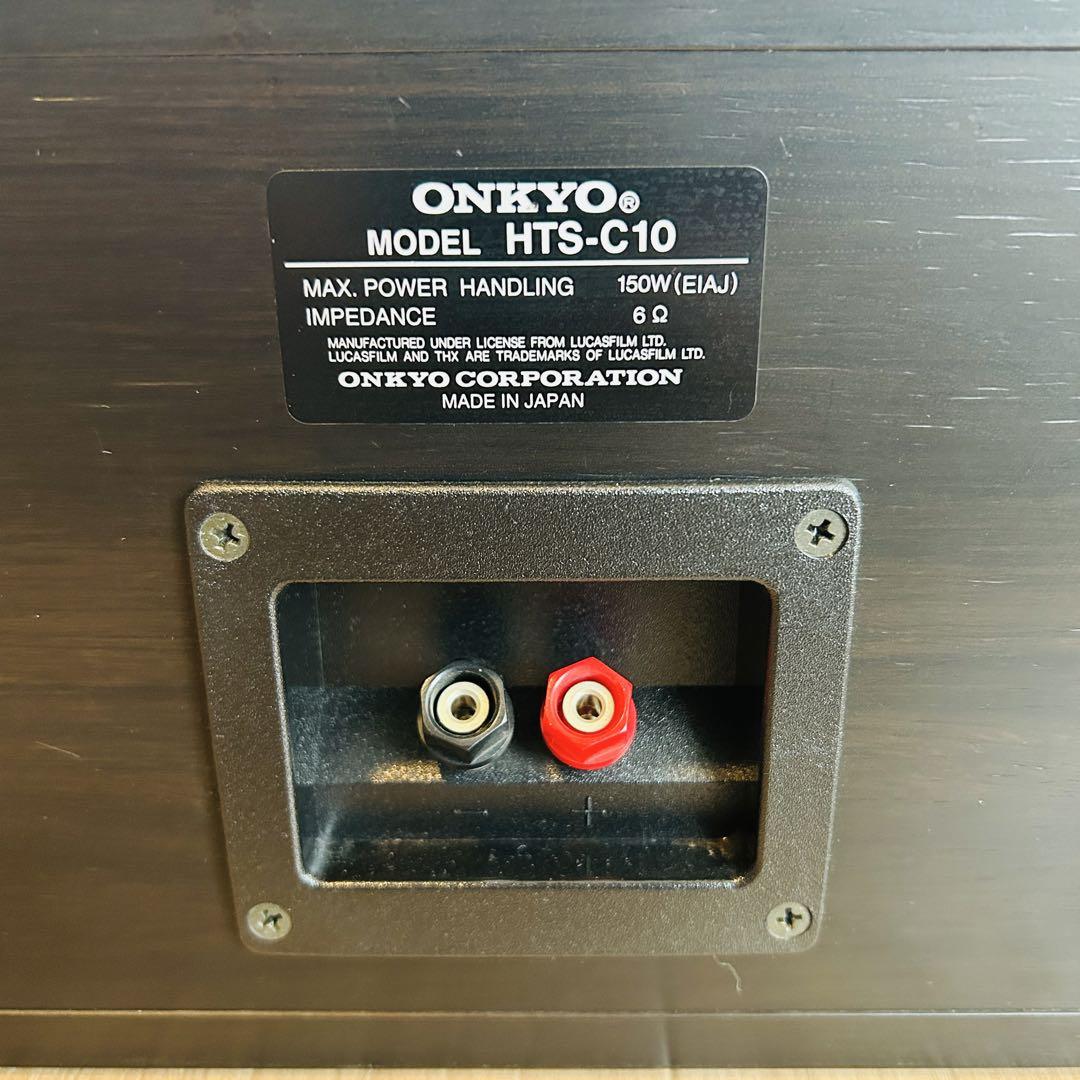 ONKYO®
MODEL HTS-C10
MAX. POWER HANDLING 150W (EIAJ)
IMPEDANCE 6 Ω
MANUFACTURED UNDER LICENSE FROM LUCASFILM LTD.
LUCASFILM AND THX ARE TRADEMARKS OF LUCASFILM LTD.
ONKYO CORPORATION
MADE IN JAPAN
− +